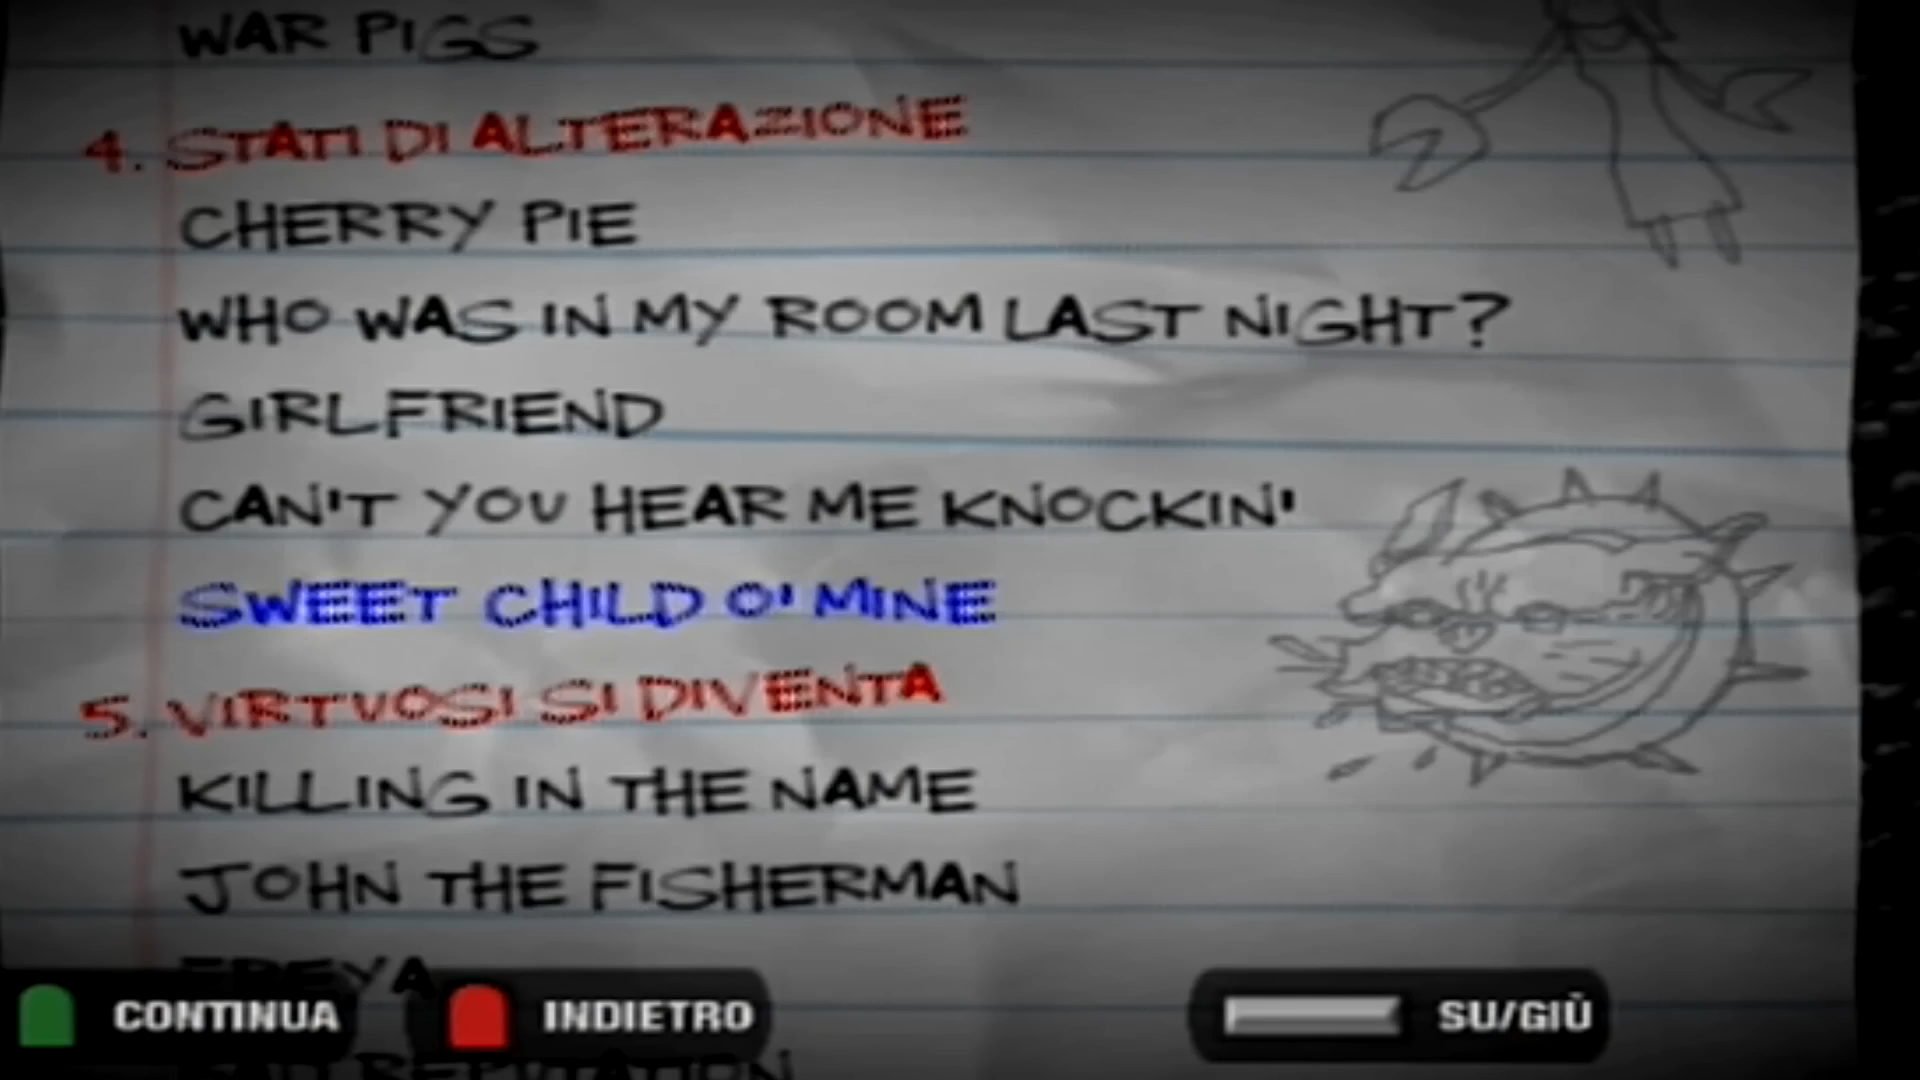 WAR PIGS
4. STATI DI ALTERAZIONE
CHERRY PIE
WHO WAS IN MY ROOM LAST NIGHT?
GIRLFRIEND
CAN'T YOU HEAR ME KNOCKIN'
SWEET CHILD O' MINE
5. VIRTUOSI SI DIVENTA
KILLING IN THE NAME
JOHN THE FISHERMAN
FREYA
CONTINUA
INDIETRO
SU/GIÙ
REPUTATION